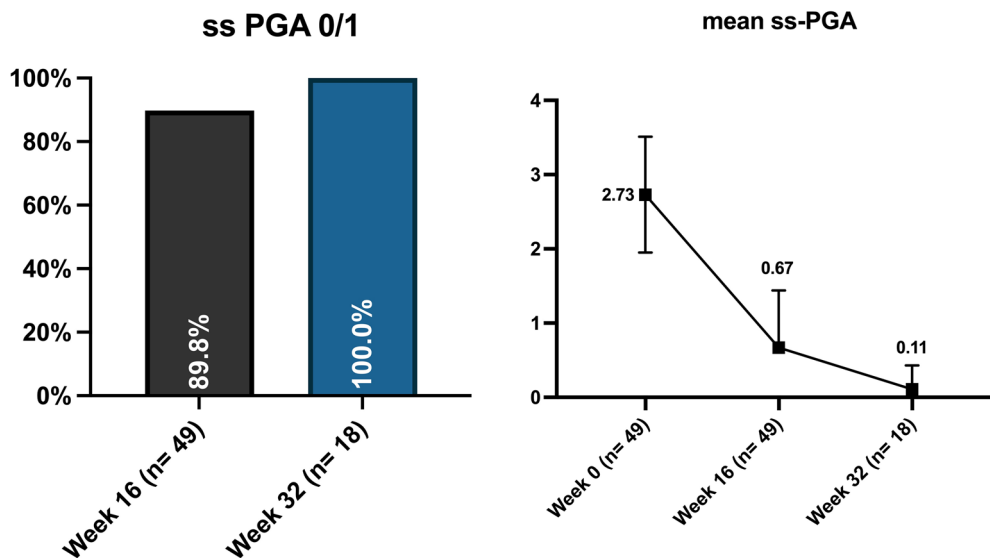 ss PGA 0/1
100%
80%
60%
40%
20%
0%
89.8%
100.0%
Week 16 (n= 49)
Week 32 (n= 18)
mean ss-PGA
4
3
2
1
0
2.73
0.67
0.11
Week 0 (n= 49)
Week 16 (n= 49)
Week 32 (n= 18)